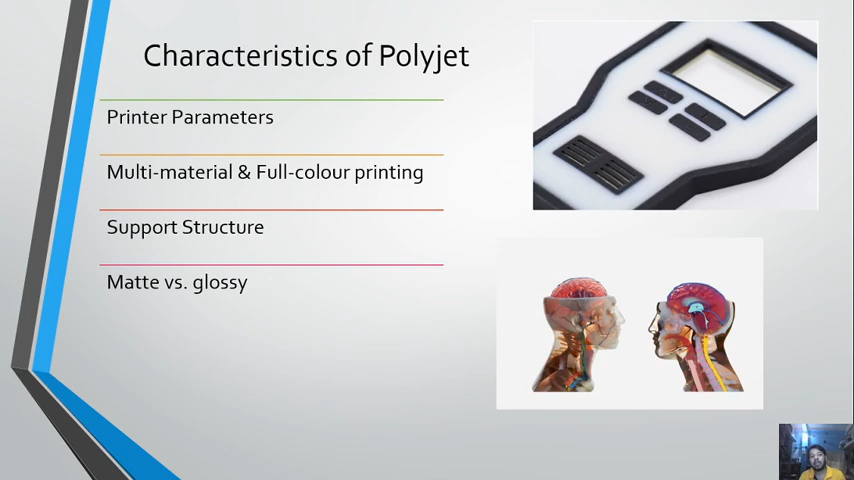 Characteristics of Polyjet
Printer Parameters
Multi-material & Full-colour printing
Support Structure
Matte vs. glossy